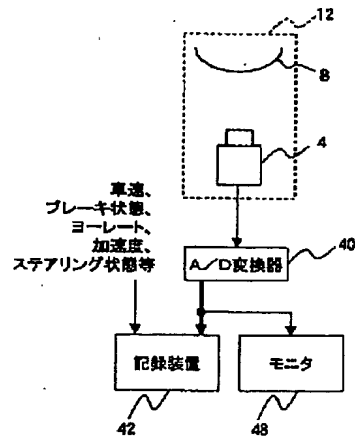 12
8
4
車速、
ブレーキ状態、
ヨーレート、
加速度、
ステアリング状態等
A/D変換器
40
記録装置
モニタ
42
48